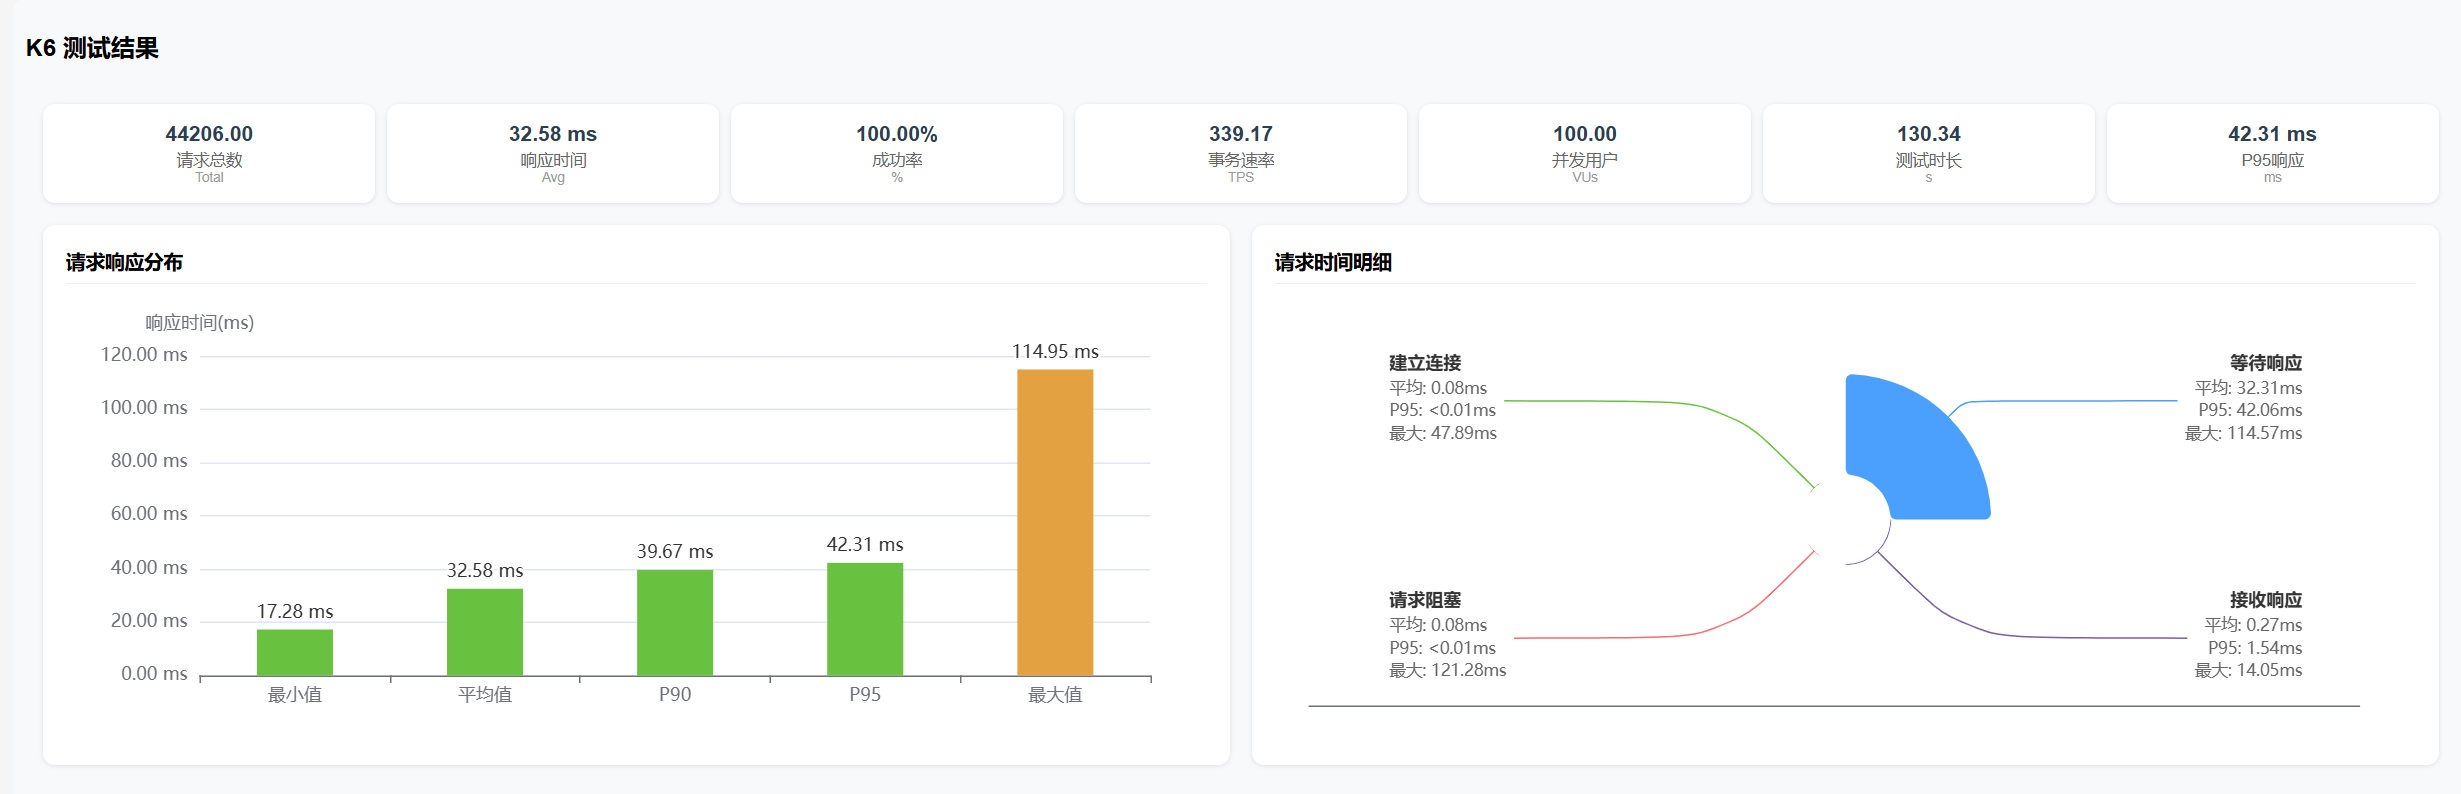 K6 测试结果
44206.00
请求总数
Total
32.58 ms
响应时间
Avg
100.00%
成功率
%
339.17
事务速率
TPS
100.00
并发用户
VUs
130.34
测试时长
s
42.31 ms
P95响应
ms
请求响应分布
响应时间(ms)
120.00 ms
100.00 ms
80.00 ms
60.00 ms
40.00 ms
20.00 ms
0.00 ms
17.28 ms
32.58 ms
39.67 ms
42.31 ms
114.95 ms
最小值
平均值
P90
P95
最大值
请求时间明细
建立连接
平均: 0.08ms
P95: <0.01ms
最大: 47.89ms
等待响应
平均: 32.31ms
P95: 42.06ms
最大: 114.57ms
请求阻塞
平均: 0.08ms
P95: <0.01ms
最大: 121.28ms
接收响应
平均: 0.27ms
P95: 1.54ms
最大: 14.05ms